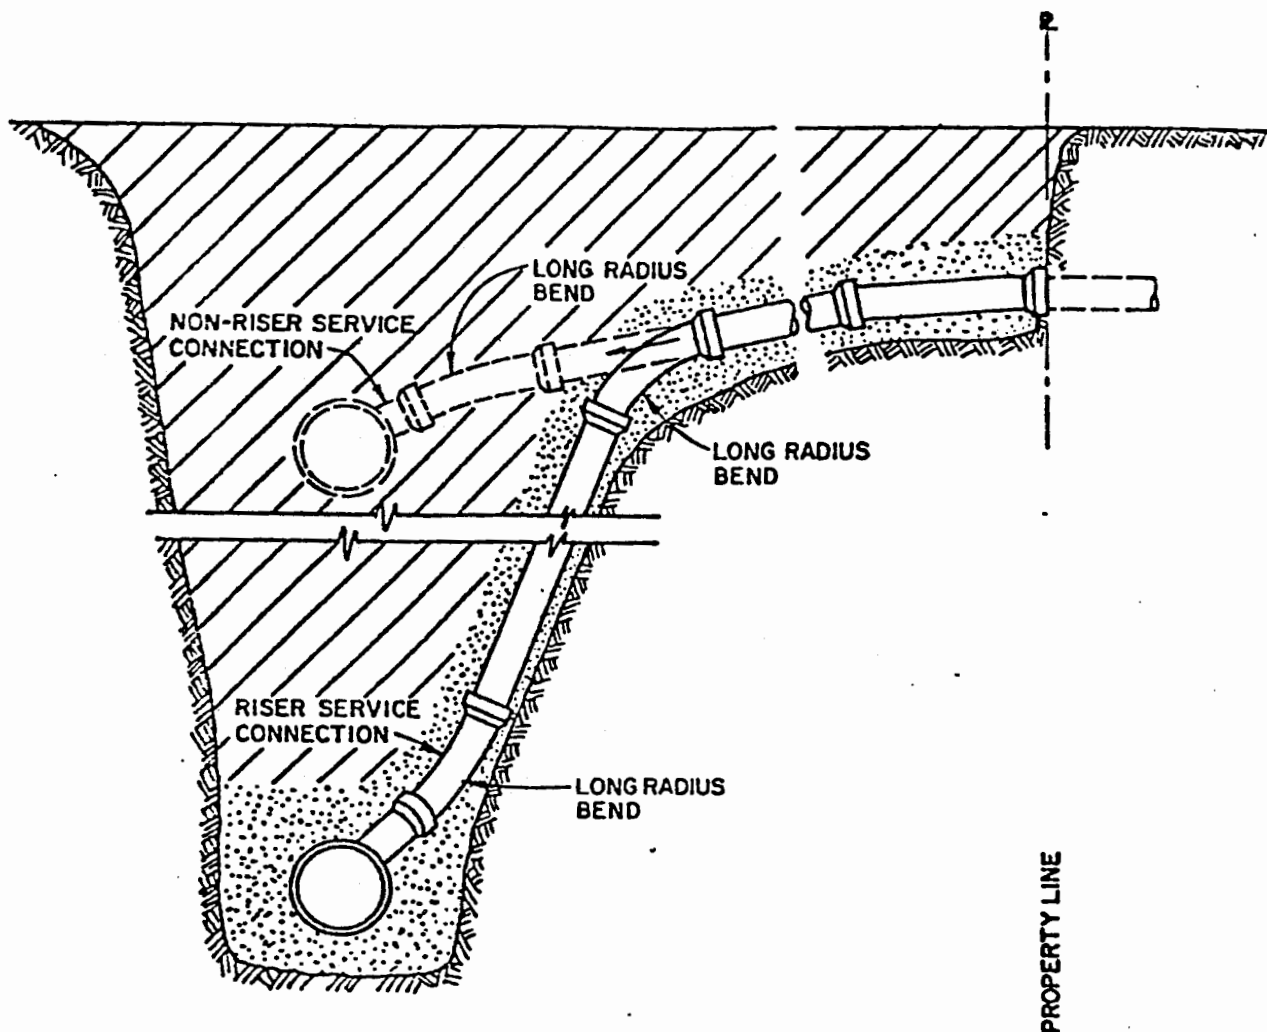 LONG RADIUS
BEND
NON-RISER SERVICE
CONNECTION
LONG RADIUS
BEND
RISER SERVICE
CONNECTION
LONG RADIUS
BEND
PROPERTY LINE